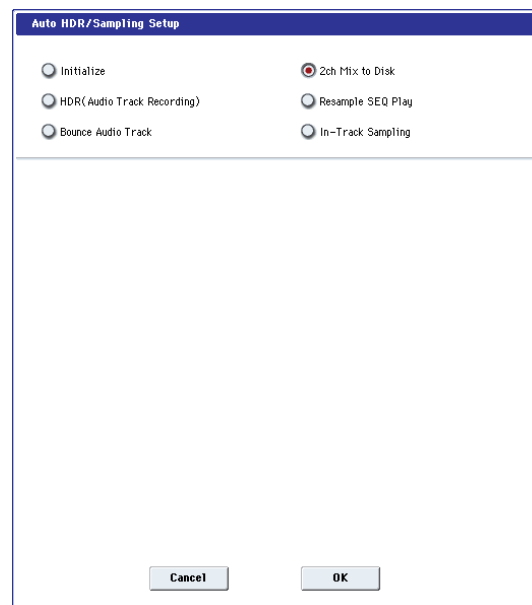 Auto HDR/Sampling Setup
Initialize
2ch Mix to Disk
HDR(Audio Track Recording)
Resample SEQ Play
Bounce Audio Track
In-Track Sampling
Cancel
OK